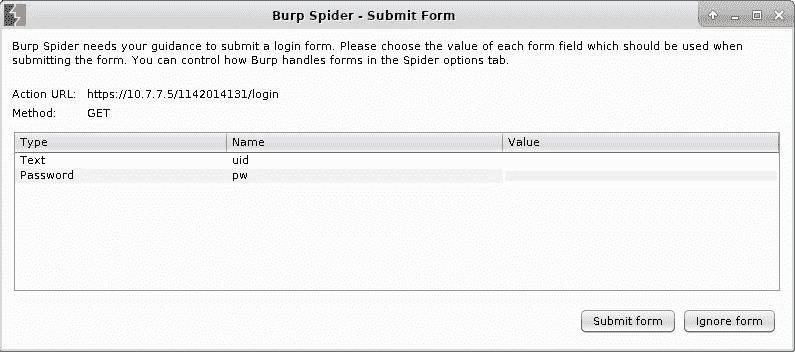 Burp Spider - Submit Form
Burp Spider needs your guidance to submit a login form. Please choose the value of each form field which should be used when
submitting the form. You can control how Burp handles forms in the Spider options tab.
Action URL: https://10.7.7.5/1142014131/login
Method: GET
Type Name Value
Text uid
Password pw
Submit form Ignore form